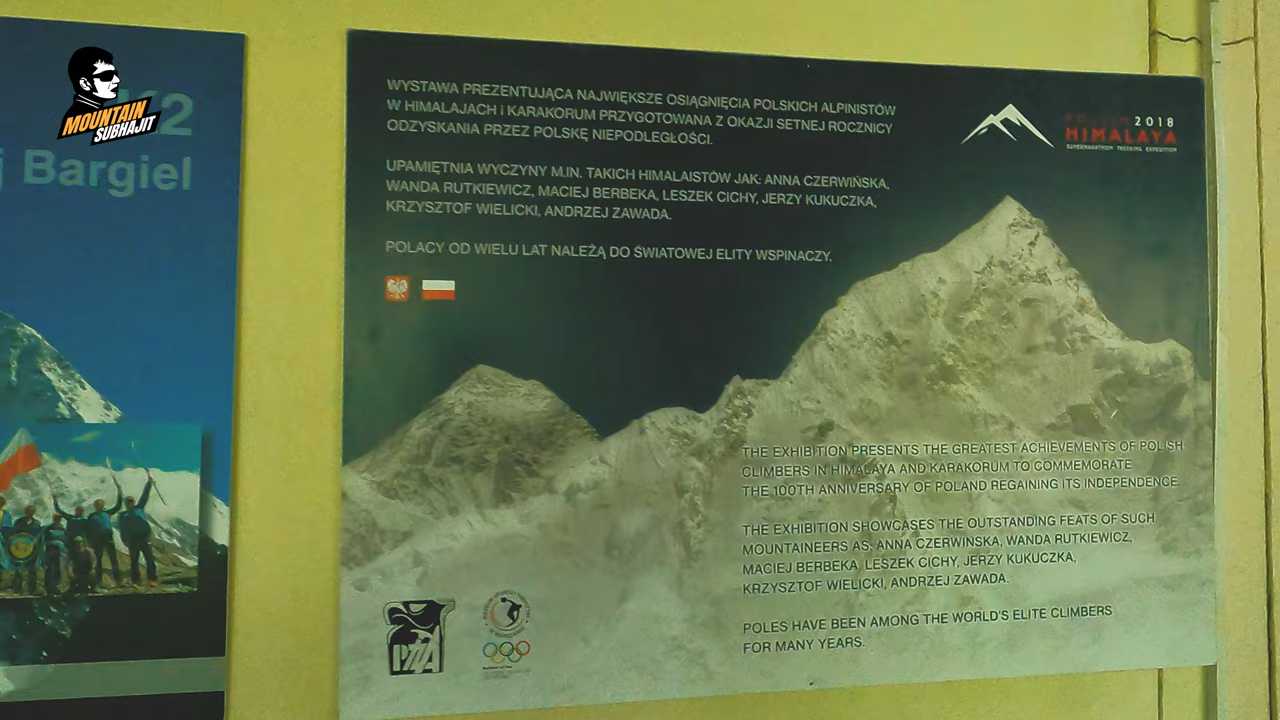 MOUNTAIN
SUBHAJIT
K2
j Bargiel
WYSTAWA PREZENTUJĄCA NAJWIĘKSZE OSIĄGNIĘCIA POLSKICH ALPINISTÓW
W HIMALAJACH i KARAKORUM PRZYGOTOWANA Z OKAZJI SETNEJ ROCZNICY
ODZYSKANIA PRZEZ POLSKĘ NIEPODLEGŁOŚCI.
UPAMIĘTNIA WYCZYNY M.IN. TAKICH HIMALAISTÓW JAK: ANNA CZERWIŃSKA,
WANDA RUTKIEWICZ, MACIEJ BERBEKA, LESZEK CICHY, JERZY KUKUCZKA,
KRZYSZTOF WIELICKI, ANDRZEJ ZAWADA.
POLACY OD WIELU LAT NALEŻĄ DO ŚWIATOWEJ ELITY WSPINACZY.
POLISH 2018
HIMALAYA
SUPERMARATHON TREKKING EXPEDITION
THE EXHIBITION PRESENTS THE GREATEST ACHIEVEMENTS OF POLISH
CLIMBERS IN HIMALAYA AND KARAKORUM TO COMMEMORATE
THE 100TH ANNIVERSARY OF POLAND REGAINING ITS INDEPENDENCE.
THE EXHIBITION SHOWCASES THE OUTSTANDING FEATS OF SUCH
MOUNTAINEERS AS: ANNA CZERWINSKA, WANDA RUTKIEWICZ,
MACIEJ BERBEKA, LESZEK CICHY, JERZY KUKUCZKA,
KRZYSZTOF WIELICKI, ANDRZEJ ZAWADA.
POLES HAVE BEEN AMONG THE WORLD'S ELITE CLIMBERS
FOR MANY YEARS.